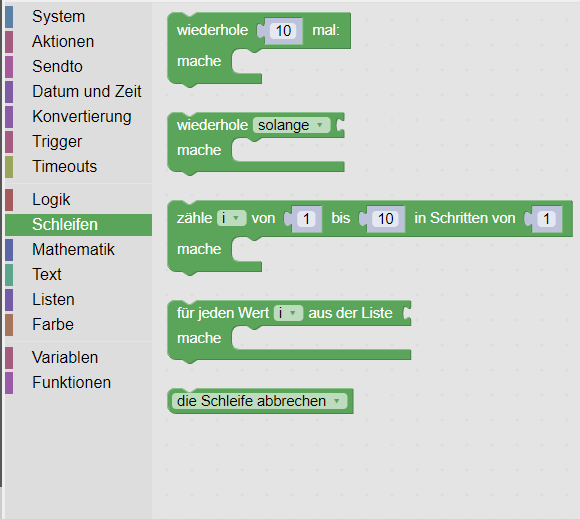 System
Aktionen
Sendto
Datum und Zeit
Konvertierung
Trigger
Timeouts
Logik
Schleifen
Mathematik
Text
Listen
Farbe
Variablen
Funktionen
wiederhole 10 mal:
mache
wiederhole solange
mache
zähle i von 1 bis 10 in Schritten von 1
mache
für jeden Wert i aus der Liste
mache
die Schleife abbrechen